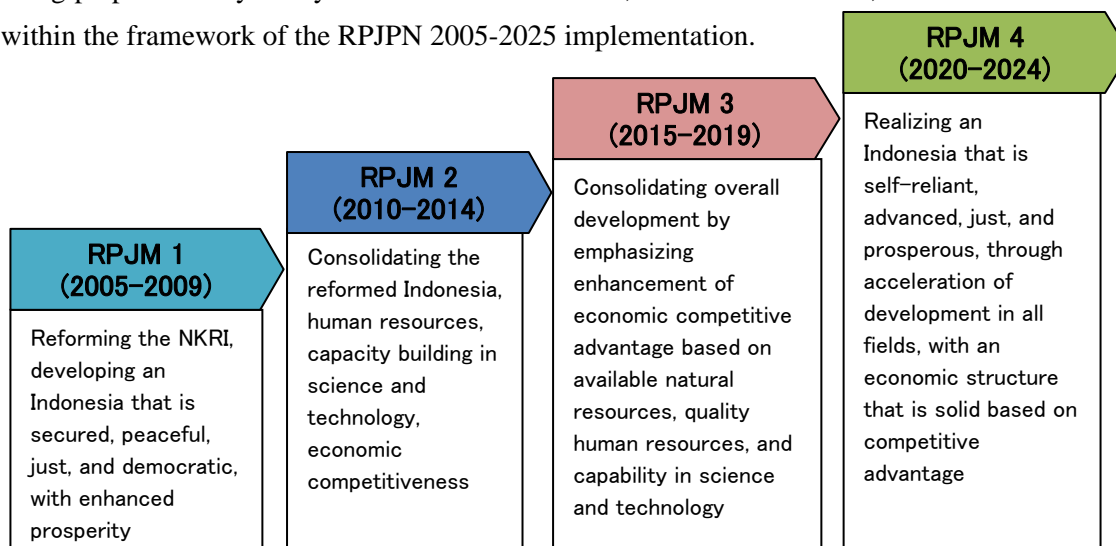 within the framework of the RPJPN 2005-2025 implementation.
RPJM 1
(2005-2009)
Reforming the NKRI,
developing an
Indonesia that is
secured, peaceful,
just, and democratic,
with enhanced
prosperity
RPJM 2
(2010-2014)
Consolidating the
reformed Indonesia,
human resources,
capacity building in
science and
technology,
economic
competitiveness
RPJM 3
(2015-2019)
Consolidating overall
development by
emphasizing
enhancement of
economic competitive
advantage based on
available natural
resources, quality
human resources, and
capability in science
and technology
RPJM 4
(2020-2024)
Realizing an
Indonesia that is
self-reliant,
advanced, just, and
prosperous, through
acceleration of
development in all
fields, with an
economic structure
that is solid based on
competitive
advantage